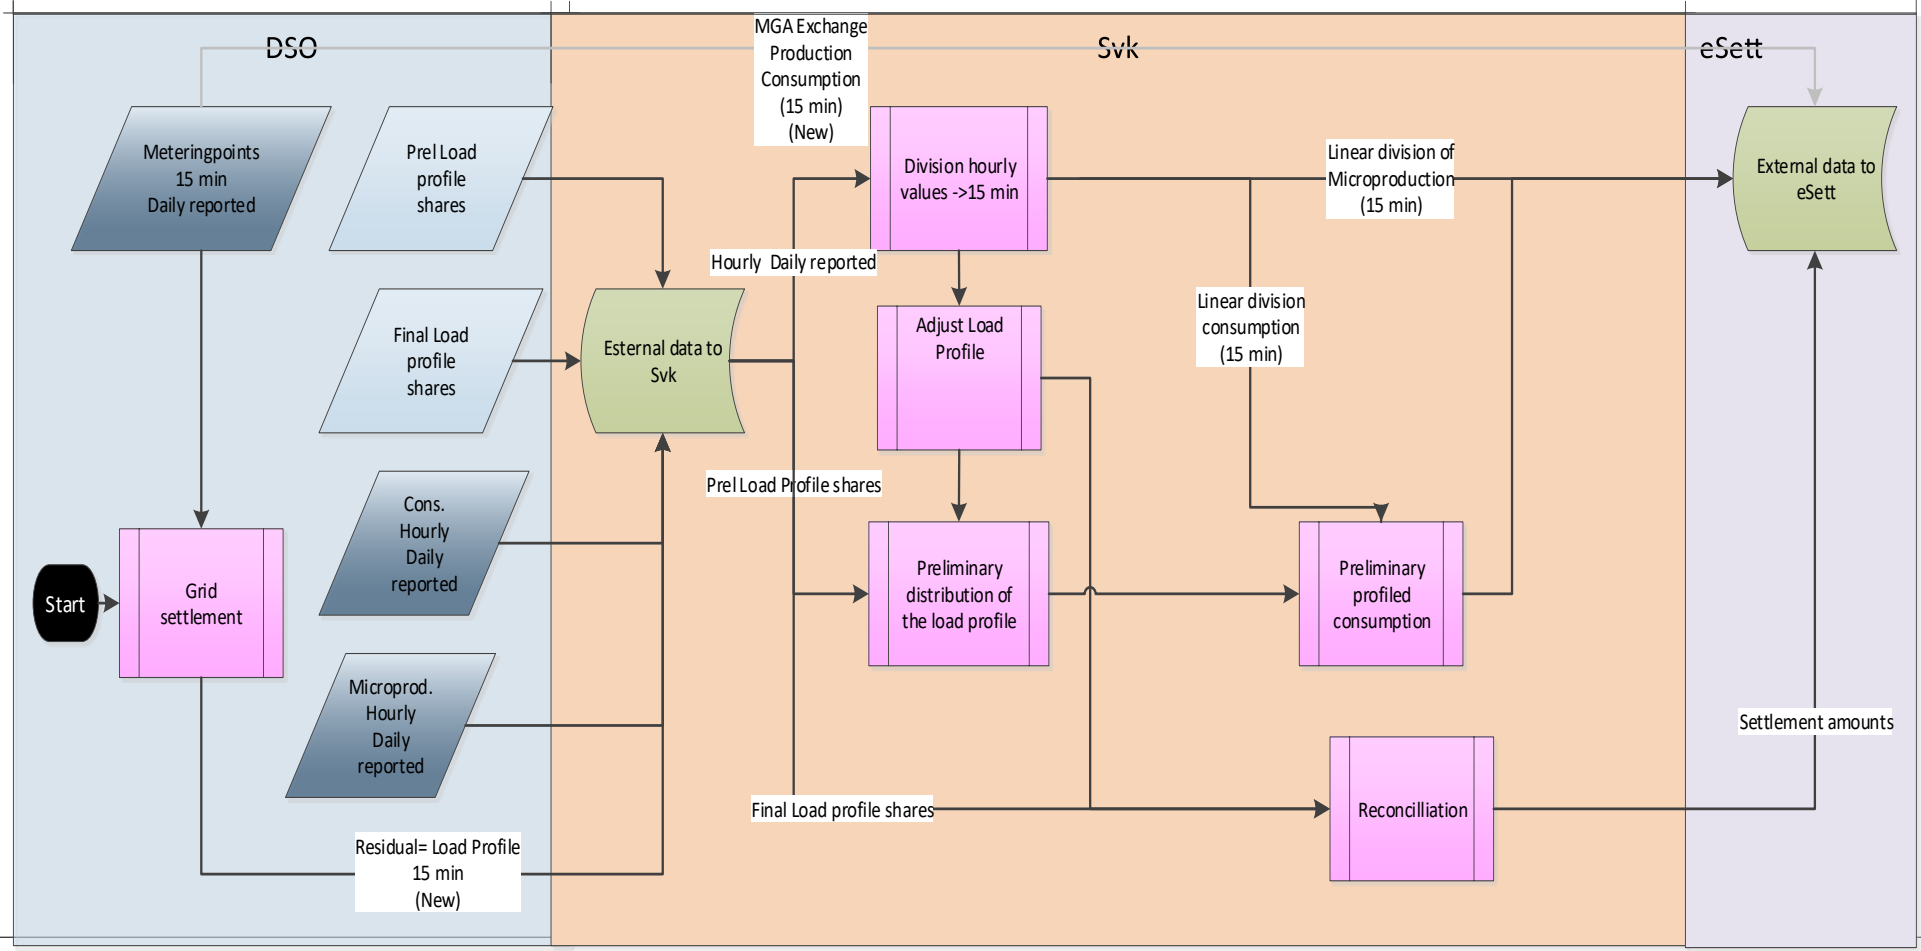 DSO
Svk
eSett
MGA Exchange
Production
Consumption
(15 min)
(New)
Meteringpoints
15 min
Daily reported
Prel Load
profile
shares
Division hourly
values ->15 min
Linear division of
Microproduction
(15 min)
External data to
eSett
Hourly  Daily reported
Final Load
profile
shares
Esternal data to
Svk
Adjust Load
Profile
Linear division
consumption
(15 min)
Cons.
Hourly
Daily
reported
Prel Load Profile shares
Start
Grid
settlement
Preliminary
distribution of
the load profile
Preliminary
profiled
consumption
Microprod.
Hourly
Daily
reported
Settlement amounts
Final Load profile shares
Reconcilliation
Residual= Load Profile
15 min
(New)